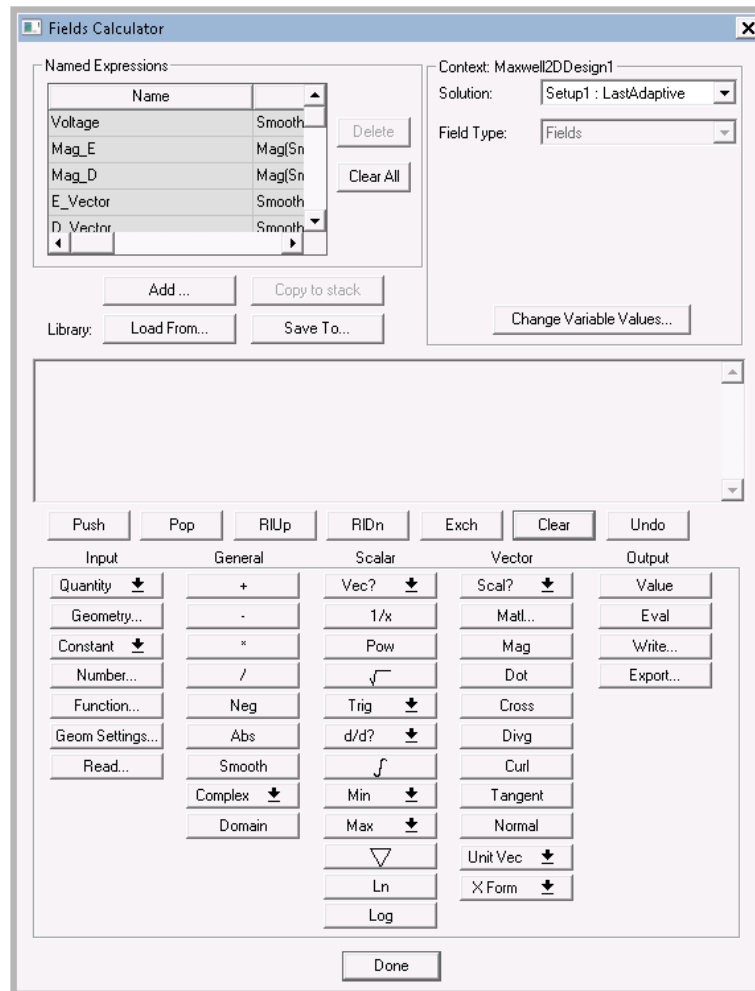 Fields Calculator
Named Expressions
Name
Voltage Smooth
Mag_E Mag(Sn
Mag_D Mag(Sn
E_Vector Smooth
D_Vector Smooth
Delete
Clear All
Add ... Copy to stack
Library: Load From... Save To...
Context: Maxwell2DDesign1
Solution: Setup1 : LastAdaptive
Field Type: Fields
Change Variable Values...
Push Pop RlUp RlDn Exch Clear Undo
Input General Scalar Vector Output
Quantity + Vec? Scal? Value
Geometry... - 1/x Matl... Eval
Constant * Pow Mag Write...
Number... / √ Dot Export...
Function... Neg Trig Cross
Geom Settings... Abs d/d? Divg
Read... Smooth ∫ Curl
Complex Min Tangent
Domain Max Normal
▽ Unit Vec
Ln X Form
Log
Done